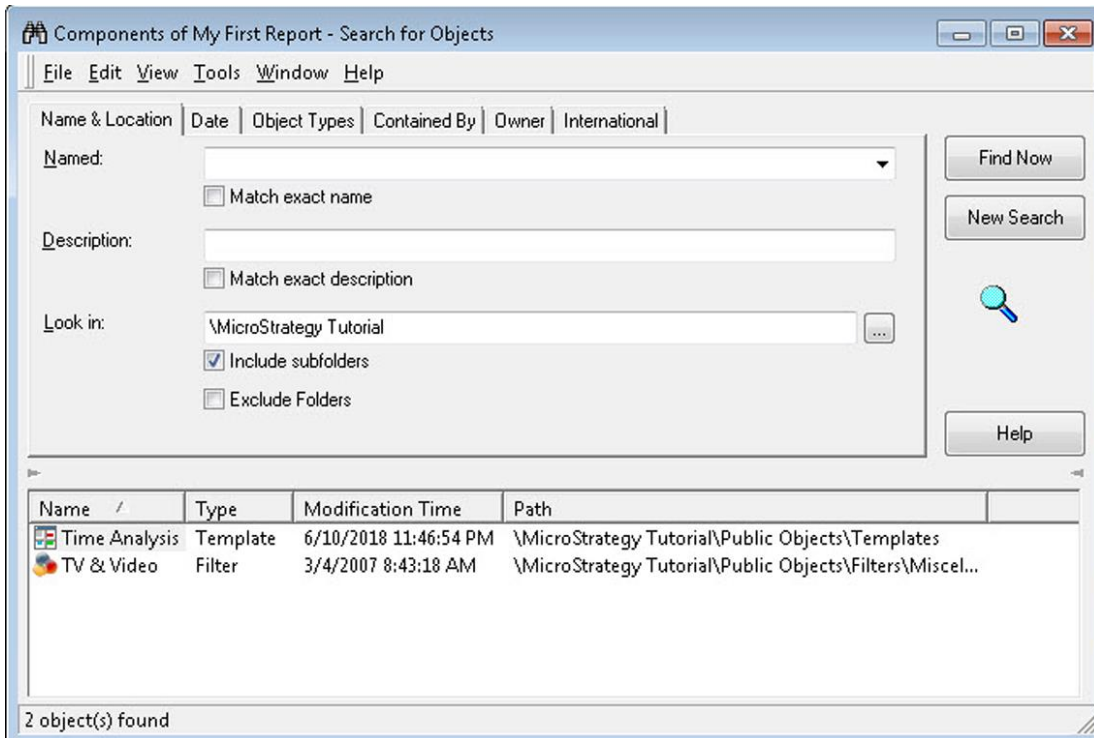 Components of My First Report - Search for Objects
File Edit View Tools Window Help
Name & Location Date Object Types Contained By Owner International
Named:
Match exact name
Description:
Match exact description
Look in: \MicroStrategy Tutorial ...
Include subfolders
Exclude Folders
Find Now
New Search
Help
Name Type Modification Time Path
Time Analysis Template 6/10/2018 11:46:54 PM \MicroStrategy Tutorial\Public Objects\Templates
TV & Video Filter 3/4/2007 8:43:18 AM \MicroStrategy Tutorial\Public Objects\Filters\Miscel...
2 object(s) found